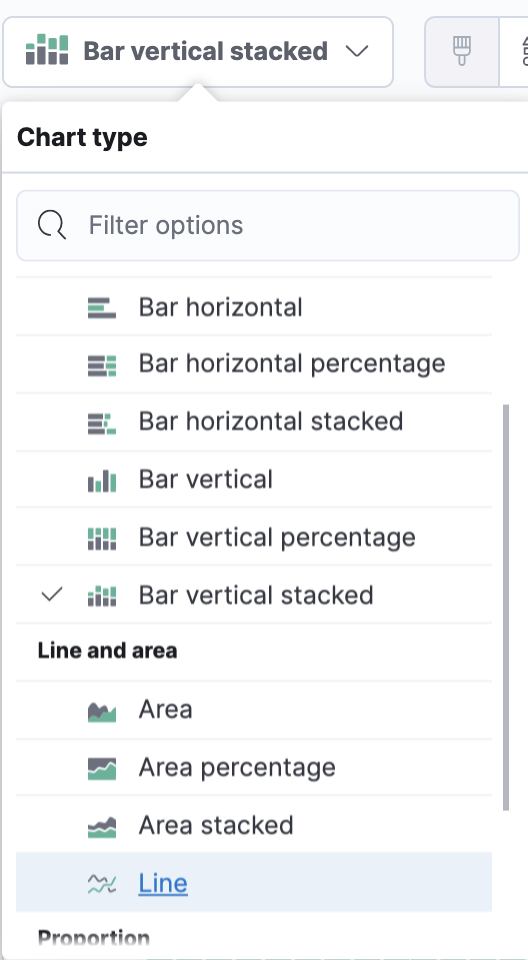 Bar vertical stacked
Chart type
Filter options
Bar horizontal
Bar horizontal percentage
Bar horizontal stacked
Bar vertical
Bar vertical percentage
Bar vertical stacked
Line and area
Area
Area percentage
Area stacked
Line
Proportion